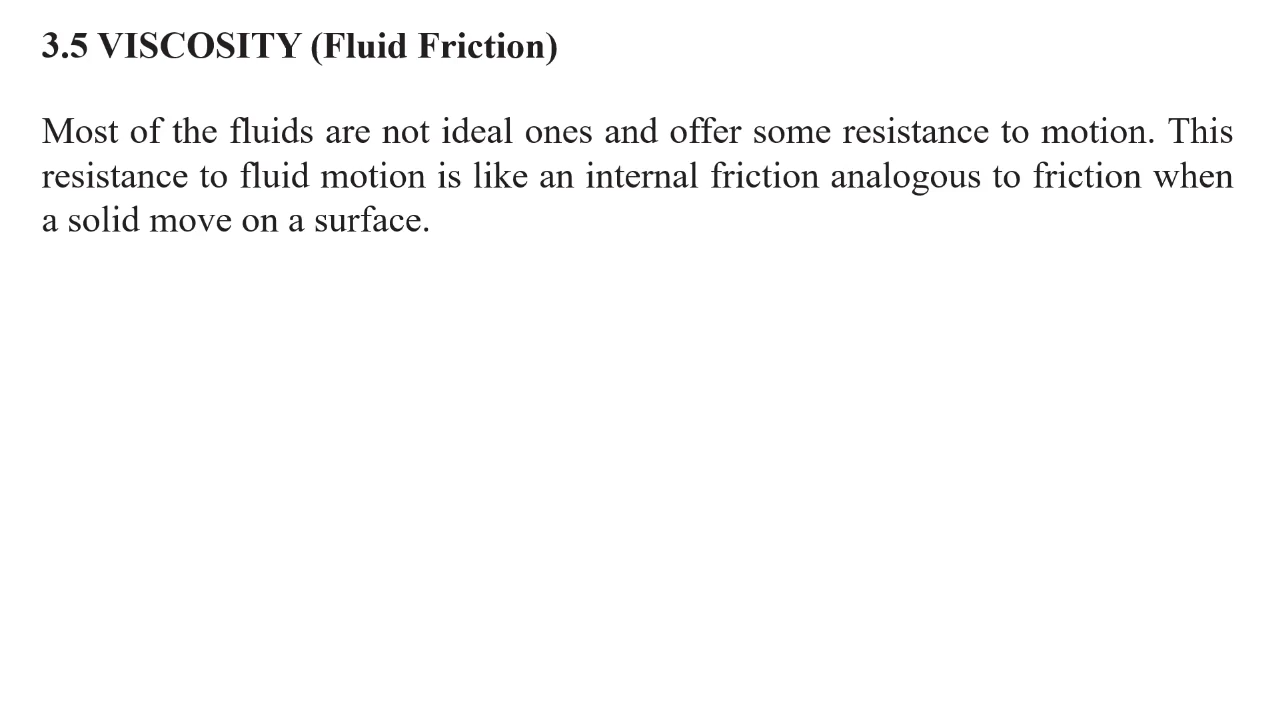 3.5 VISCOSITY (Fluid Friction)
Most of the fluids are not ideal ones and offer some resistance to motion. This
resistance to fluid motion is like an internal friction analogous to friction when
a solid move on a surface.